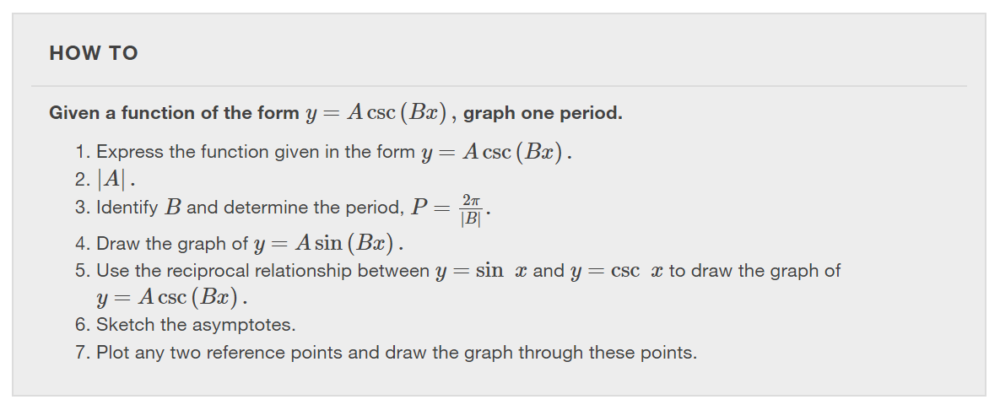 HOW TO
Given a function of the form y = A csc (Bx), graph one period.
1. Express the function given in the form y = A csc (Bx).
2. |A|.
3. Identify B and determine the period, P = 2π/|B|.
4. Draw the graph of y = A sin (Bx).
5. Use the reciprocal relationship between y = sin x and y = csc x to draw the graph of
y = A csc (Bx).
6. Sketch the asymptotes.
7. Plot any two reference points and draw the graph through these points.